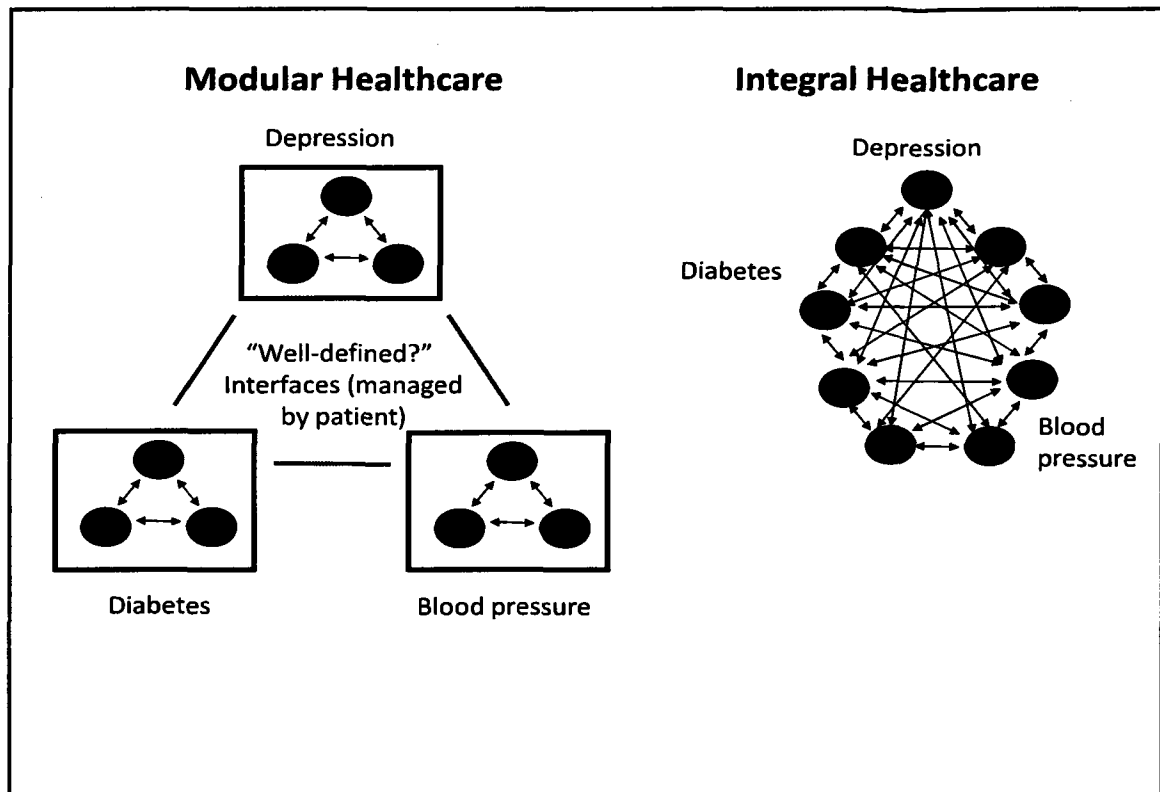 Modular Healthcare
Depression
"Well-defined?"
Interfaces (managed
by patient)
Diabetes
Blood pressure
Integral Healthcare
Depression
Diabetes
Blood
pressure